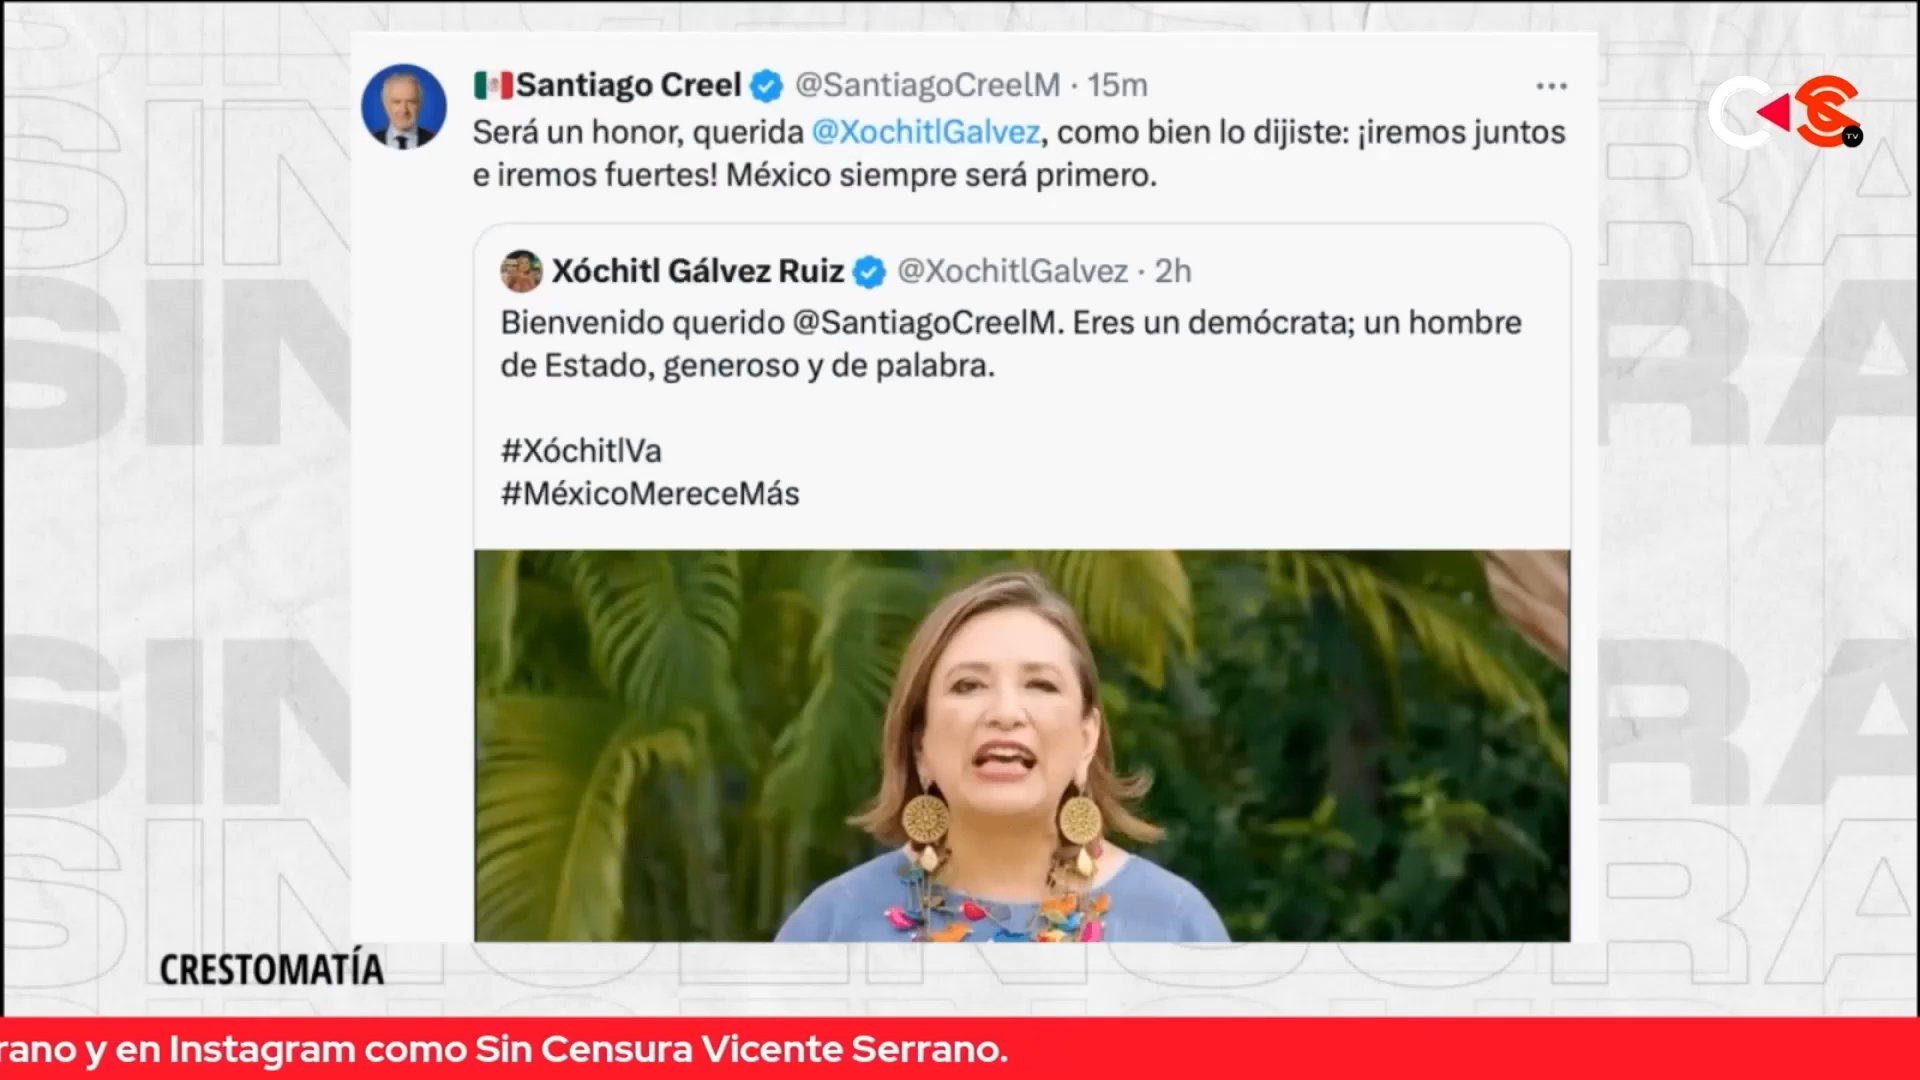 Santiago Creel @SantiagoCreelM · 15m
Será un honor, querida @XochitlGalvez, como bien lo dijiste: ¡iremos juntos
e iremos fuertes! México siempre será primero.
Xóchitl Gálvez Ruiz @XochitlGalvez · 2h
Bienvenido querido @SantiagoCreelM. Eres un demócrata; un hombre
de Estado, generoso y de palabra.
#XóchitlVa
#MéxicoMereceMás
TV
CRESTOMATÍA
rano y en Instagram como Sin Censura Vicente Serrano.